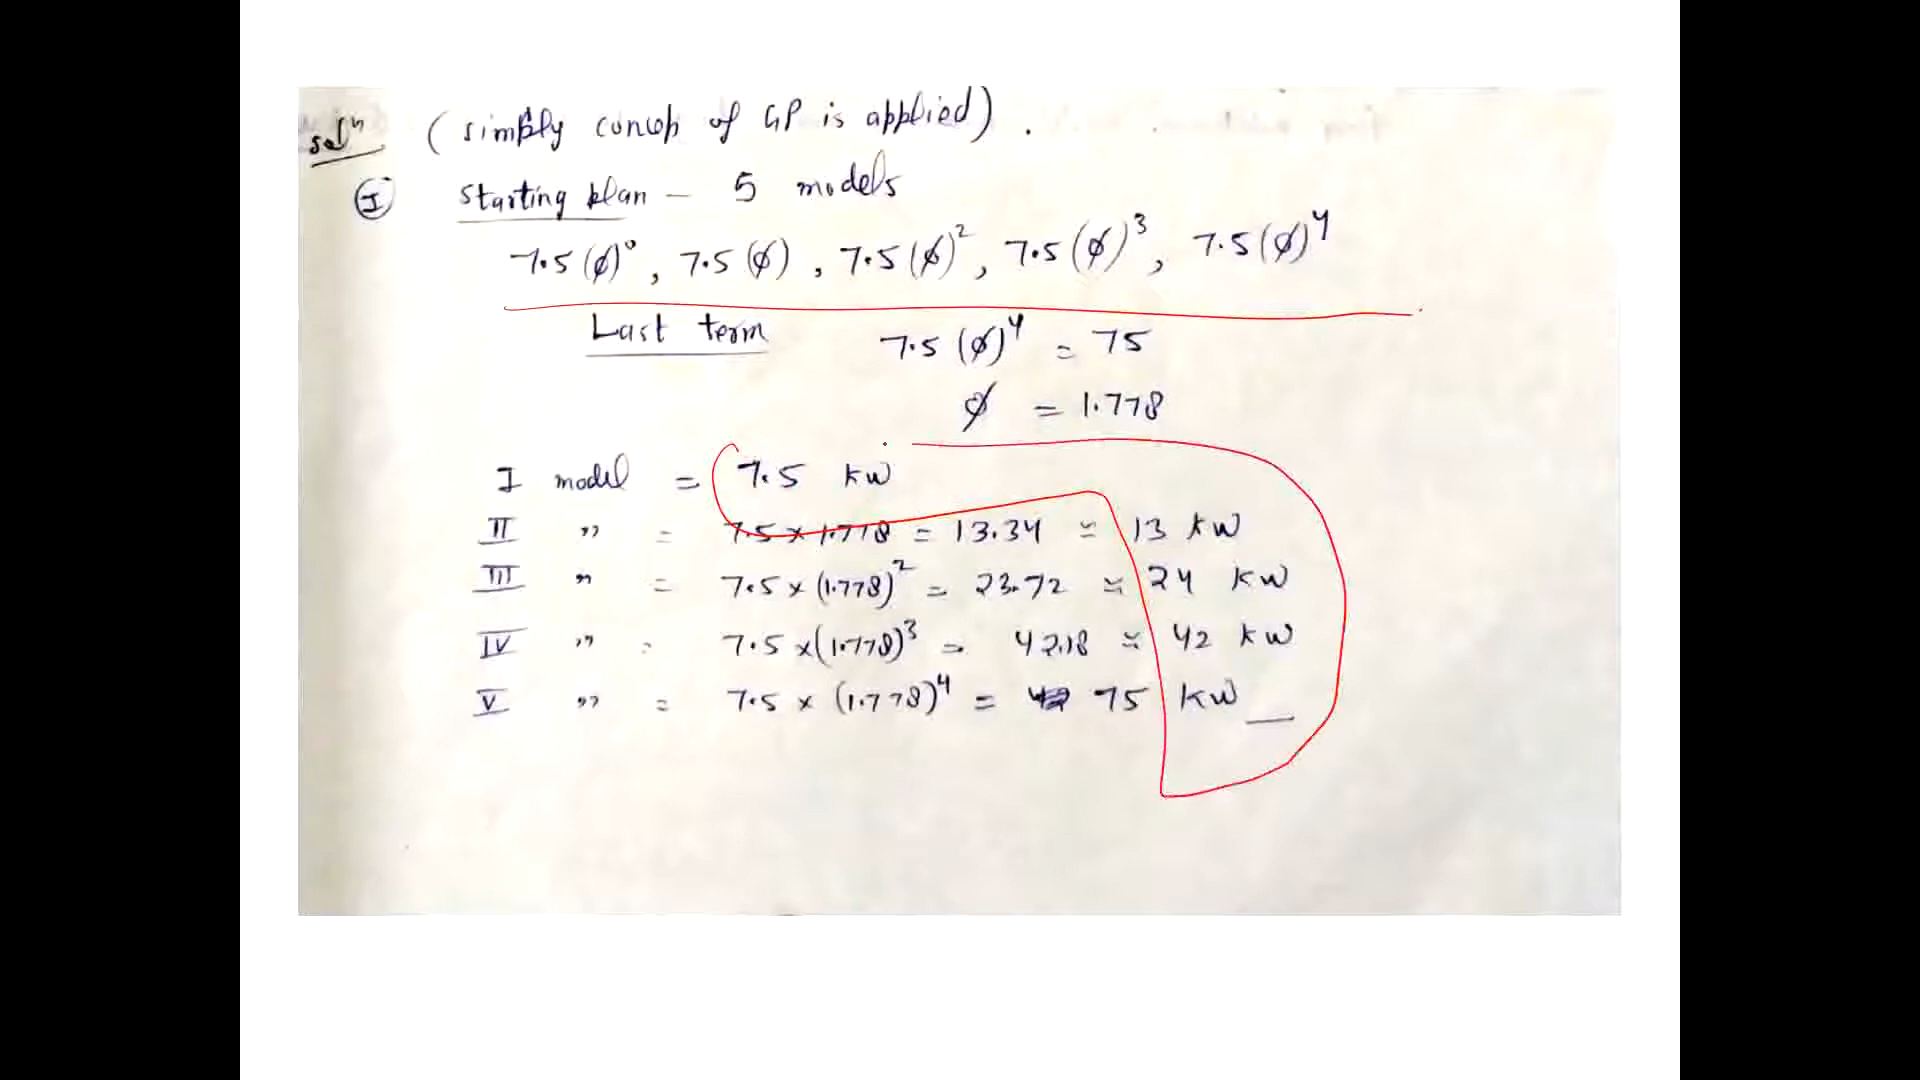 solⁿ (simply concep of GP is applied).
I starting plan - 5 models
7.5(ϕ)⁰, 7.5(ϕ), 7.5(ϕ)², 7.5(ϕ)³, 7.5(ϕ)⁴
Last term 7.5(ϕ)⁴ = 75
ϕ = 1.778
I model = 7.5 kw
II " = 7.5 x 1.778 = 13.34 ≃ 13 kw
III " = 7.5 x (1.778)² = 23.72 ≃ 24 kw
IV " = 7.5 x (1.778)³ = 42.18 ≃ 42 kw
V " = 7.5 x (1.778)⁴ = 75 kw